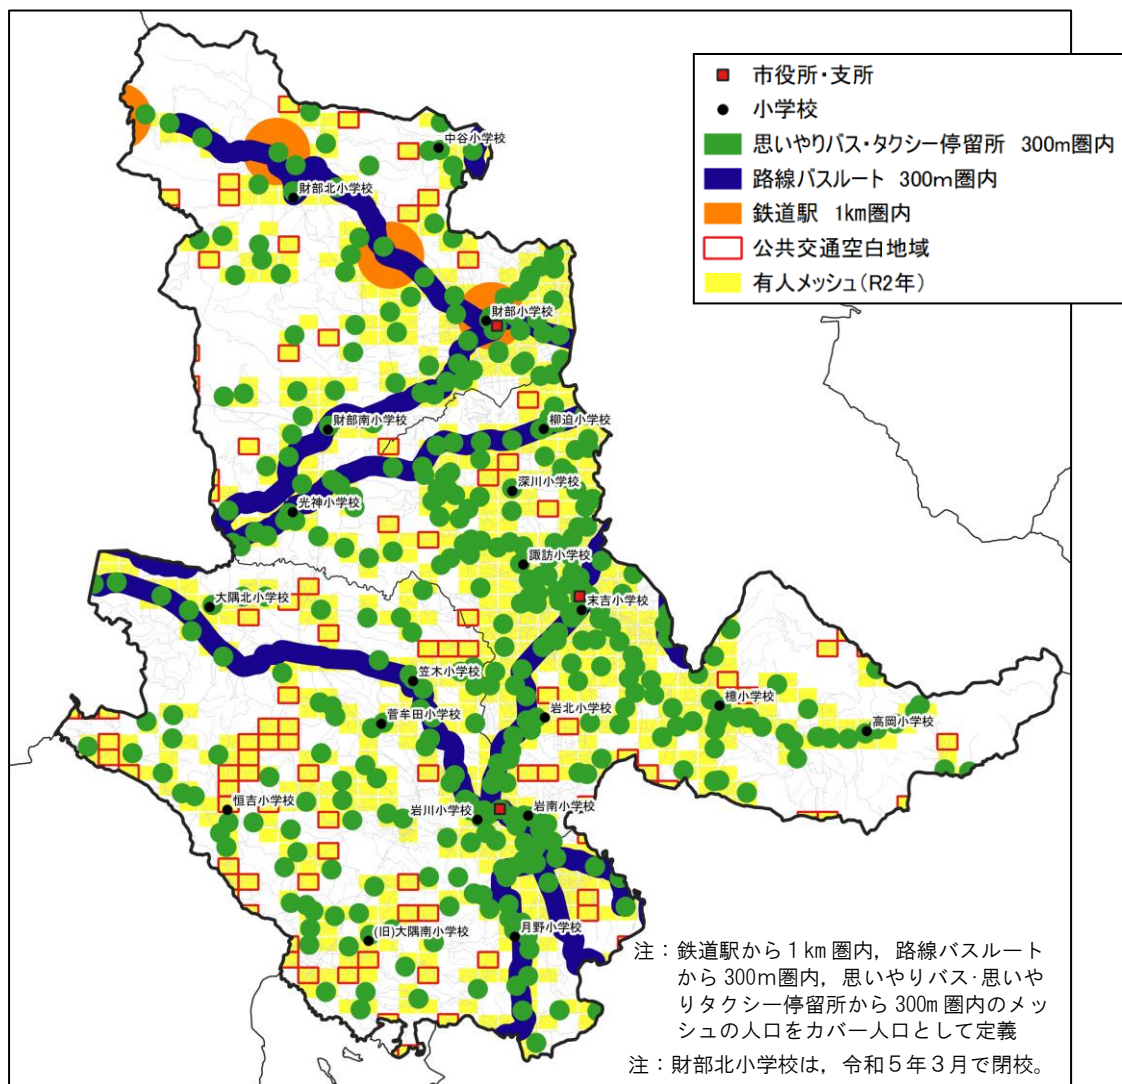 市役所・支所
小学校
思いやりバス・タクシー停留所 300m圏内
路線バスルート 300m圏内
鉄道駅 1km圏内
公共交通空白地域
有人メッシュ(R2年)
中谷小学校
財部北小学校
財部小学校
財部南小学校
柳迫小学校
深川小学校
光神小学校
諏訪小学校
大隅北小学校
末吉小学校
笠木小学校
檍小学校
菅牟田小学校
岩北小学校
高岡小学校
恒吉小学校
岩川小学校
岩南小学校
(旧)大隅南小学校
月野小学校
注：鉄道駅から1km圏内，路線バスルート
から300m圏内，思いやりバス・思いや
りタクシー停留所から300m圏内のメッ
シュの人口をカバー人口として定義
注：財部北小学校は，令和5年3月で閉校。